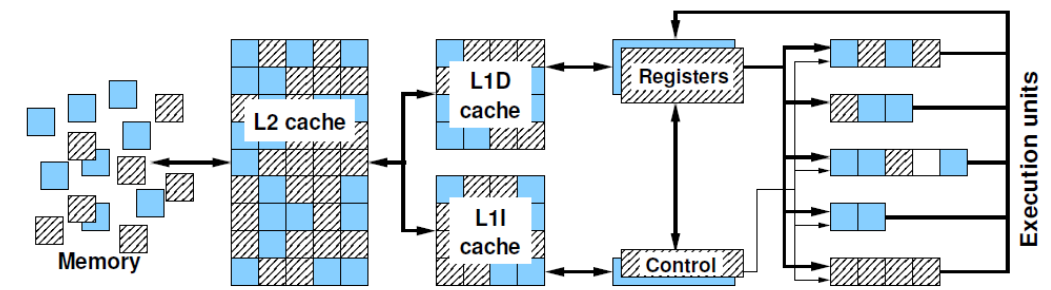 Memory
L2 cache
L1D
cache
L1I
cache
Registers
Control
Execution units